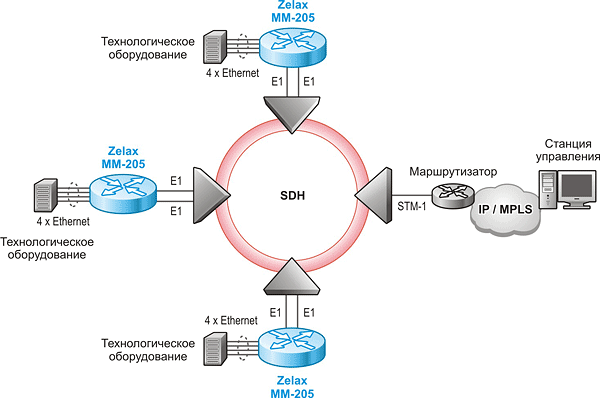 Zelax
MM-205
Технологическое
оборудование
4 x Ethernet
E1
E1
Zelax
MM-205
E1
E1
4 x Ethernet
Технологическое
оборудование
SDH
STM-1
Маршрутизатор
IP / MPLS
Станция
управления
E1
E1
4 x Ethernet
Технологическое
оборудование
Zelax
MM-205